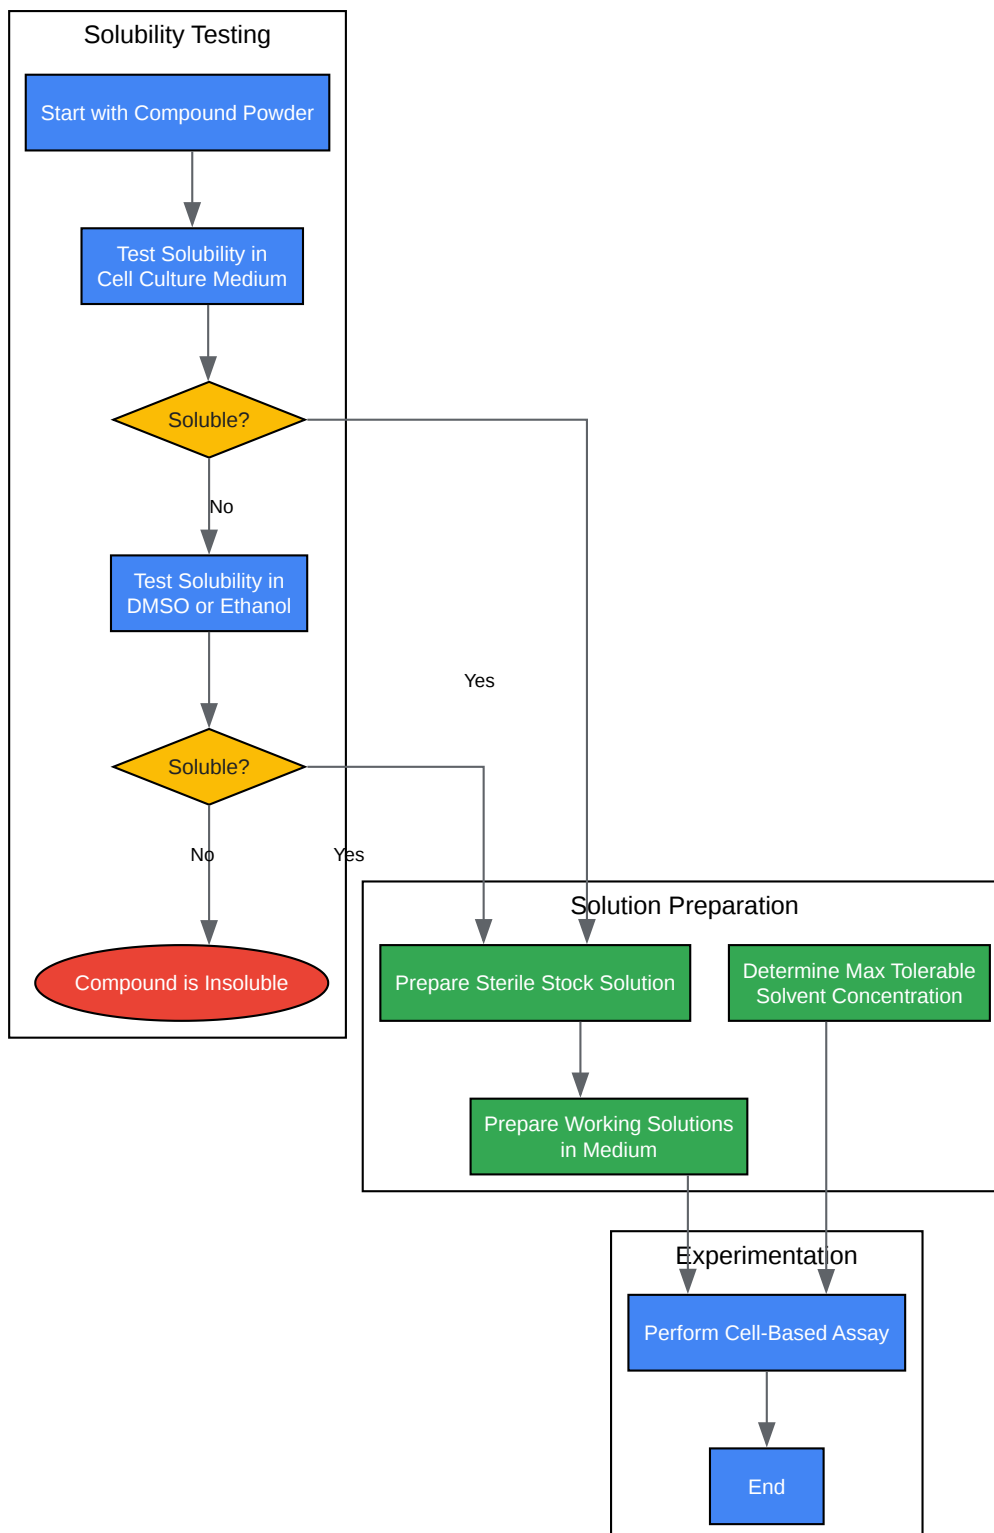 Solubility Testing
Start with Compound Powder
Test Solubility in
Cell Culture Medium
Soluble?
No
Test Solubility in
DMSO or Ethanol
Yes
Soluble?
No
Yes
Compound is Insoluble
Solution Preparation
Prepare Sterile Stock Solution
Determine Max Tolerable
Solvent Concentration
Prepare Working Solutions
in Medium
Experimentation
Perform Cell-Based Assay
End